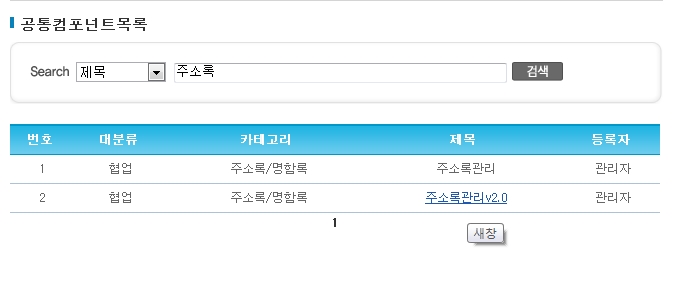 공통컴포넌트목록
Search 제목 주소록 검색
번호 대분류 카테고리 제목 등록자
1 협업 주소록/명함록 주소록관리 관리자
2 협업 주소록/명함록 주소록관리v2.0 관리자
1
새창